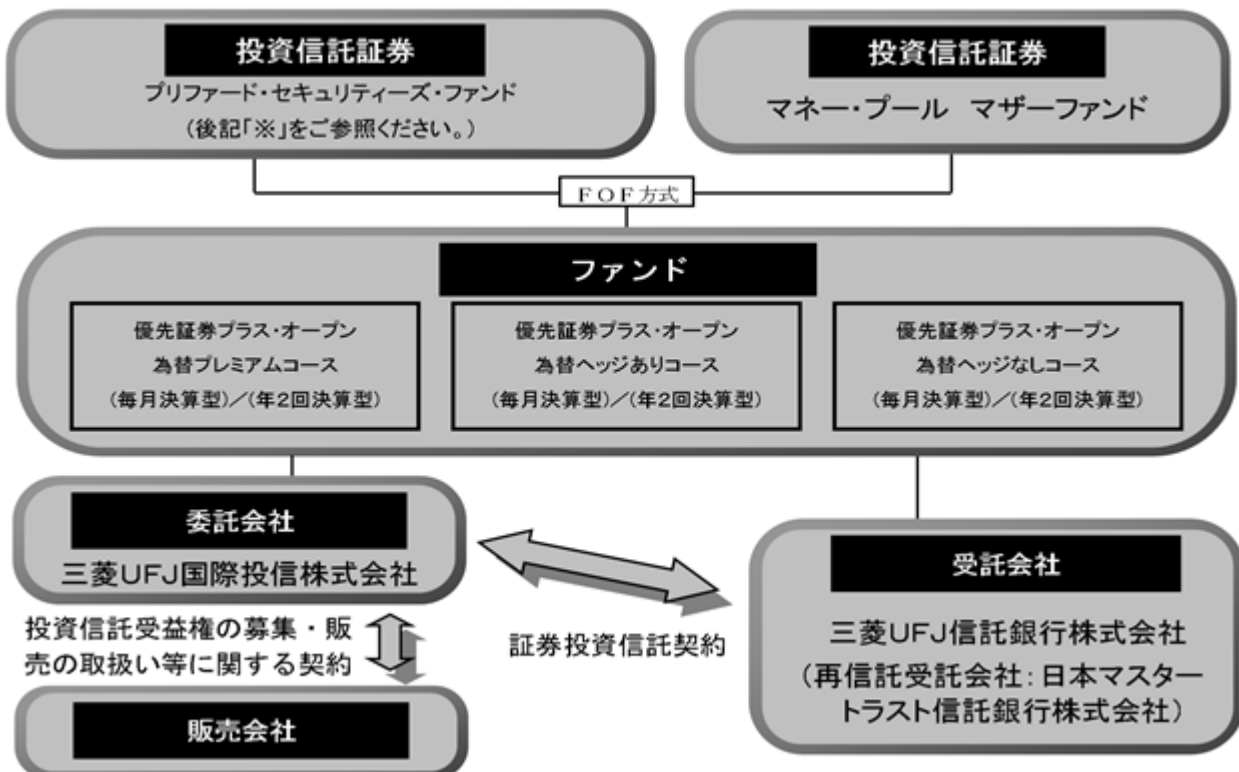 投資信託証券
プリファード・セキュリティーズ・ファンド
(後記「※」をご参照ください。)
投資信託証券
マネー・プール マザーファンド
FOF方式
ファンド
優先証券プラス・オープン
為替プレミアムコース
(毎月決算型)/(年2回決算型)
優先証券プラス・オープン
為替ヘッジありコース
(毎月決算型)/(年2回決算型)
優先証券プラス・オープン
為替ヘッジなしコース
(毎月決算型)/(年2回決算型)
委託会社
三菱UFJ国際投信株式会社
投資信託受益権の募集・販
売の取扱い等に関する契約
販売会社
証券投資信託契約
受託会社
三菱UFJ信託銀行株式会社
(再信託受託会社:日本マスター
トラスト信託銀行株式会社)